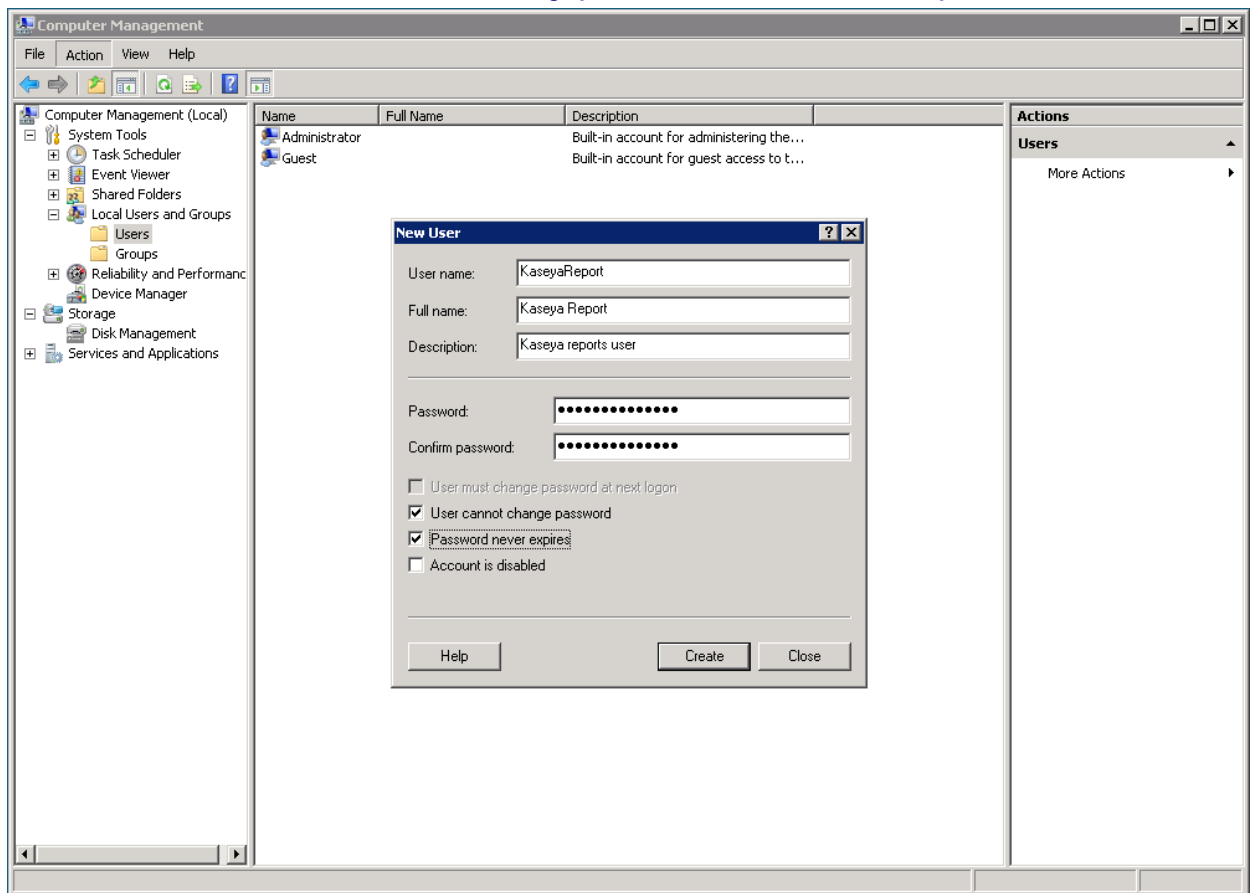 Computer Management
File Action View Help
Computer Management (Local)
System Tools
Task Scheduler
Event Viewer
Shared Folders
Local Users and Groups
Users
Groups
Reliability and Performanc
Device Manager
Storage
Disk Management
Services and Applications
Name Full Name Description
Administrator Built-in account for administering the...
Guest Built-in account for guest access to t...
Actions
Users
More Actions
New User
User name: KaseyaReport
Full name: Kaseya Report
Description: Kaseya reports user
Password: ●●●●●●●●●●●●●●
Confirm password: ●●●●●●●●●●●●●●
User must change password at next logon
User cannot change password
Password never expires
Account is disabled
Help Create Close